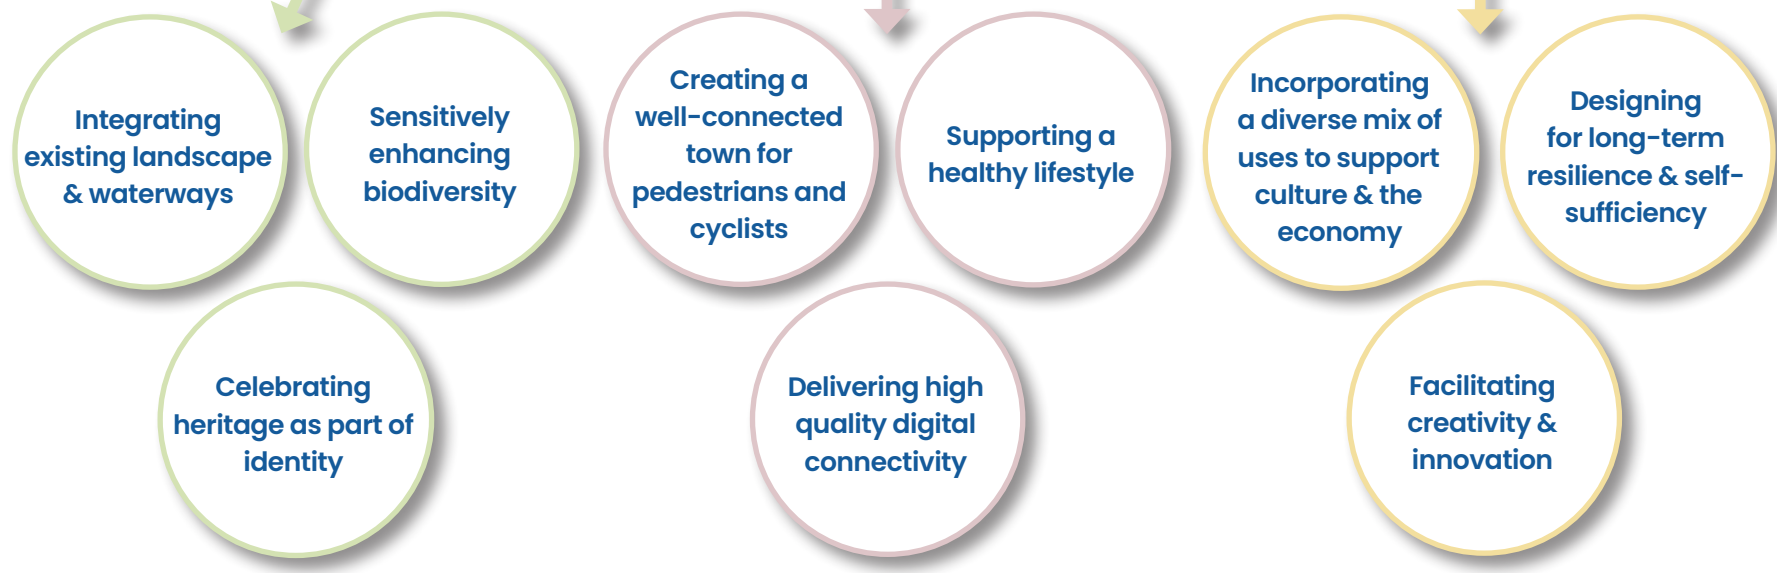 Integrating
existing landscape
& waterways
Sensitively
enhancing
biodiversity
Celebrating
heritage as part of
identity
Creating a
well-connected
town for
pedestrians and
cyclists
Supporting a
healthy lifestyle
Delivering high
quality digital
connectivity
Incorporating
a diverse mix of
uses to support
culture & the
economy
Designing
for long-term
resilience & self-
sufficiency
Facilitating
creativity &
innovation